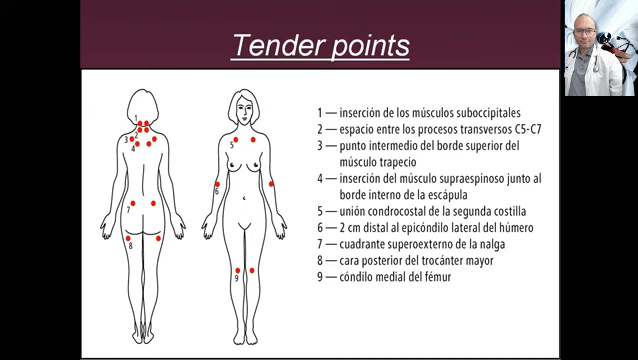 Tender points
1
2
3
4
5
6
7
8
9
1 — inserción de los músculos suboccipitales
2 — espacio entre los procesos transversos C5-C7
3 — punto intermedio del borde superior del
músculo trapecio
4 — inserción del músculo supraespinoso junto al
borde interno de la escápula
5 — unión condrocostal de la segunda costilla
6 — 2 cm distal al epicóndilo lateral del húmero
7 — cuadrante superoexterno de la nalga
8 — cara posterior del trocánter mayor
9 — cóndilo medial del fémur